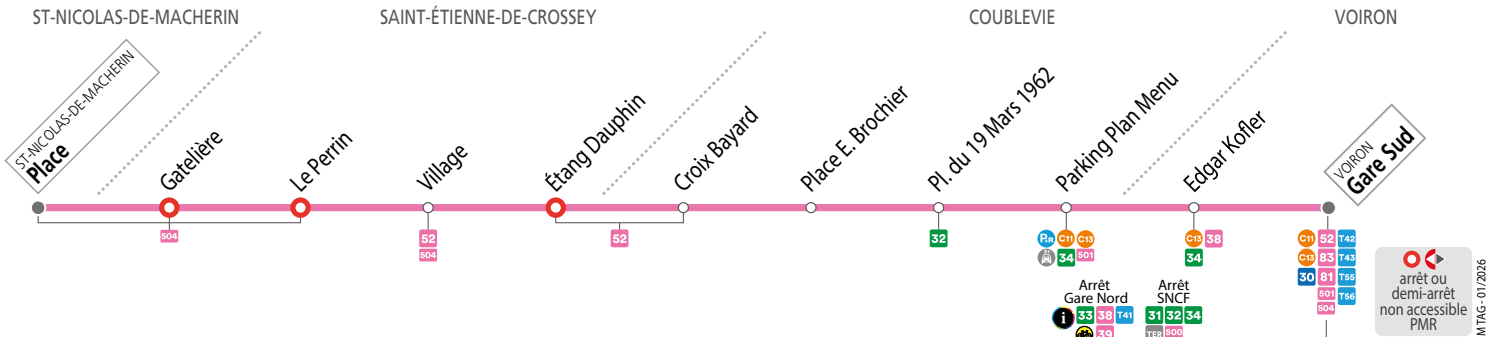 ST-NICOLAS-DE-MACHERIN
SAINT-ÉTIENNE-DE-CROSSEY
COUBLEVIE
VOIRON
ST-NICOLAS-DE-MACHERIN
Place
Gatelière
Le Perrin
Village
Étang Dauphin
Croix Bayard
Place E. Brochier
Pl. du 19 Mars 1962
Parking Plan Menu
Edgar Kofler
VOIRON
Gare Sud
504
52
504
52
32
P+R C11 C13
34 501
C13 38
34
C11 52 T42
C13 83 T43
30 81 T55
501 T56
504
Arrêt
Gare Nord
i 33 38 T41
39
Arrêt
SNCF
31 32 34
TER 500
arrêt ou
demi-arrêt
non accessible
PMR
M TAG - 01/2026